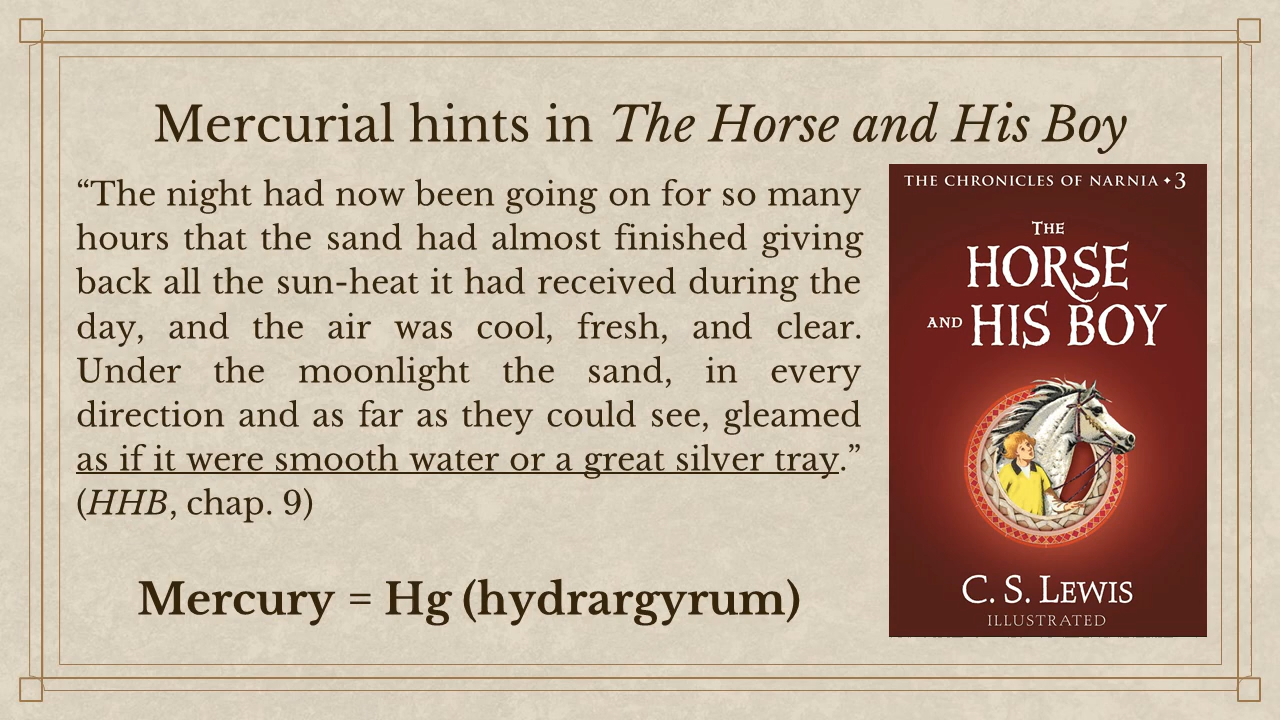 Mercurial hints in The Horse and His Boy
“The night had now been going on for so many
hours that the sand had almost finished giving
back all the sun-heat it had received during the
day, and the air was cool, fresh, and clear.
Under the moonlight the sand, in every
direction and as far as they could see, gleamed
as if it were smooth water or a great silver tray.”
(HHB, chap. 9)
Mercury = Hg (hydrargyrum)
THE CHRONICLES OF NARNIA ✦ 3
THE
HORSE
AND HIS BOY
C. S. LEWIS
ILLUSTRATED